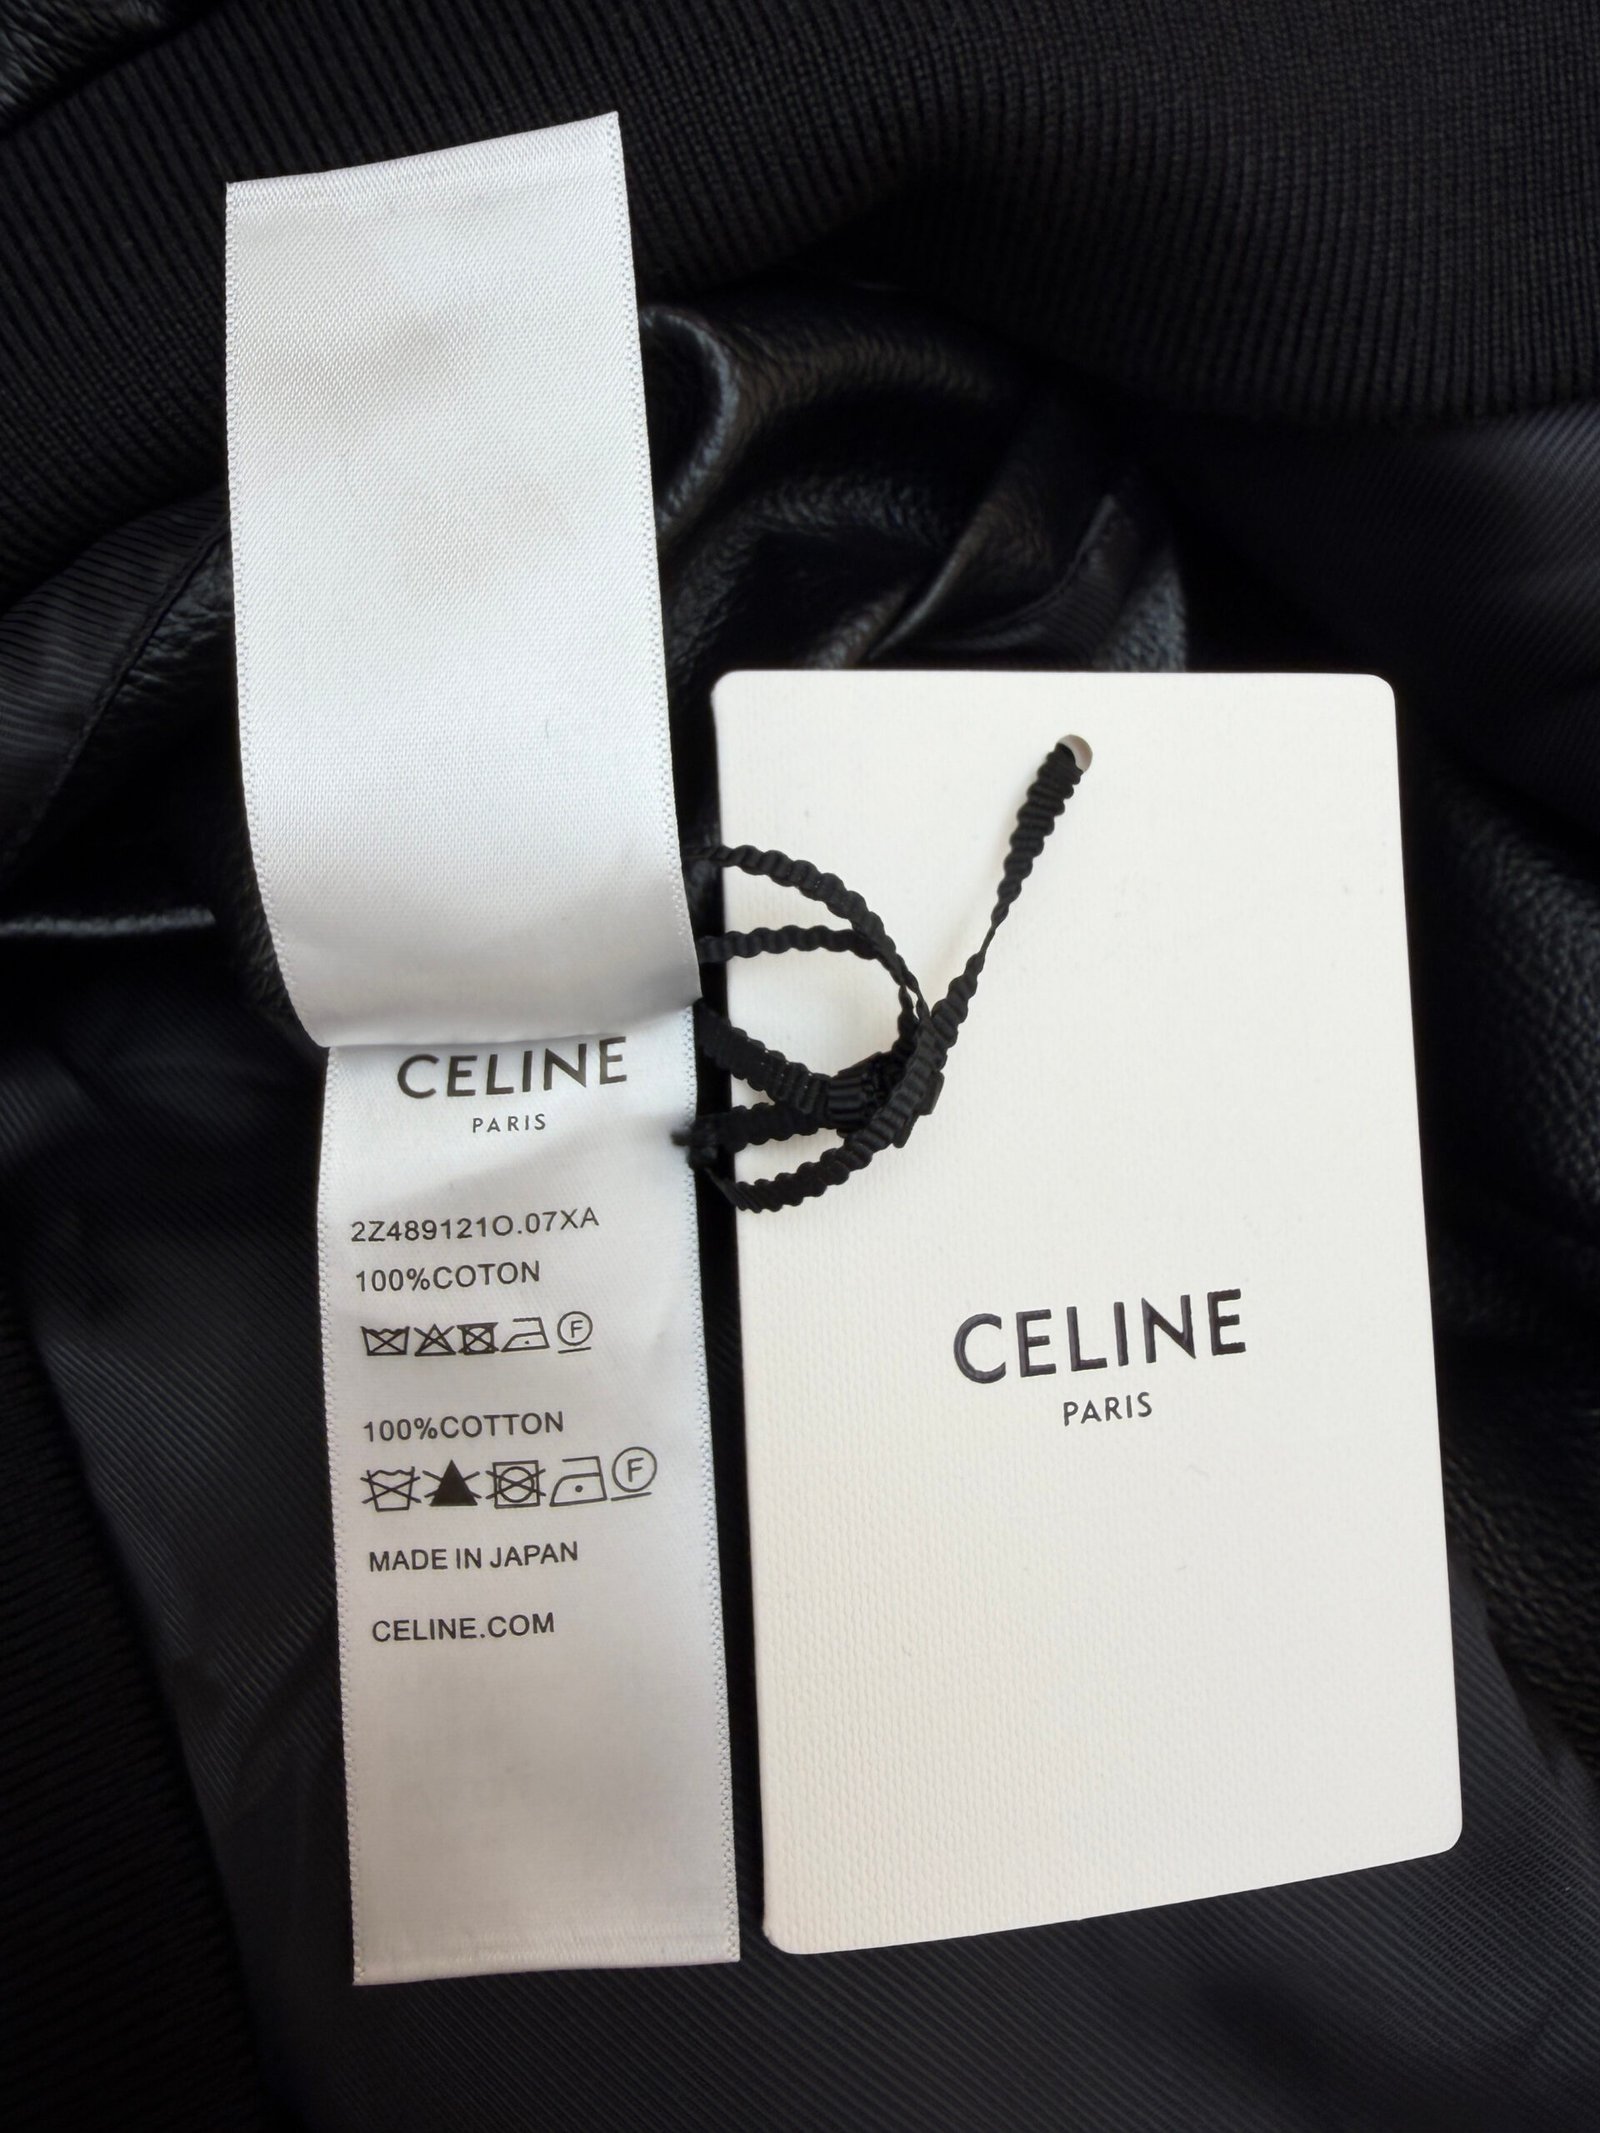 CELINE
PARIS
2Z489121O.07XA
100%COTON
F
100%COTTON
F
MADE IN JAPAN
CELINE.COM
CELINE
PARIS